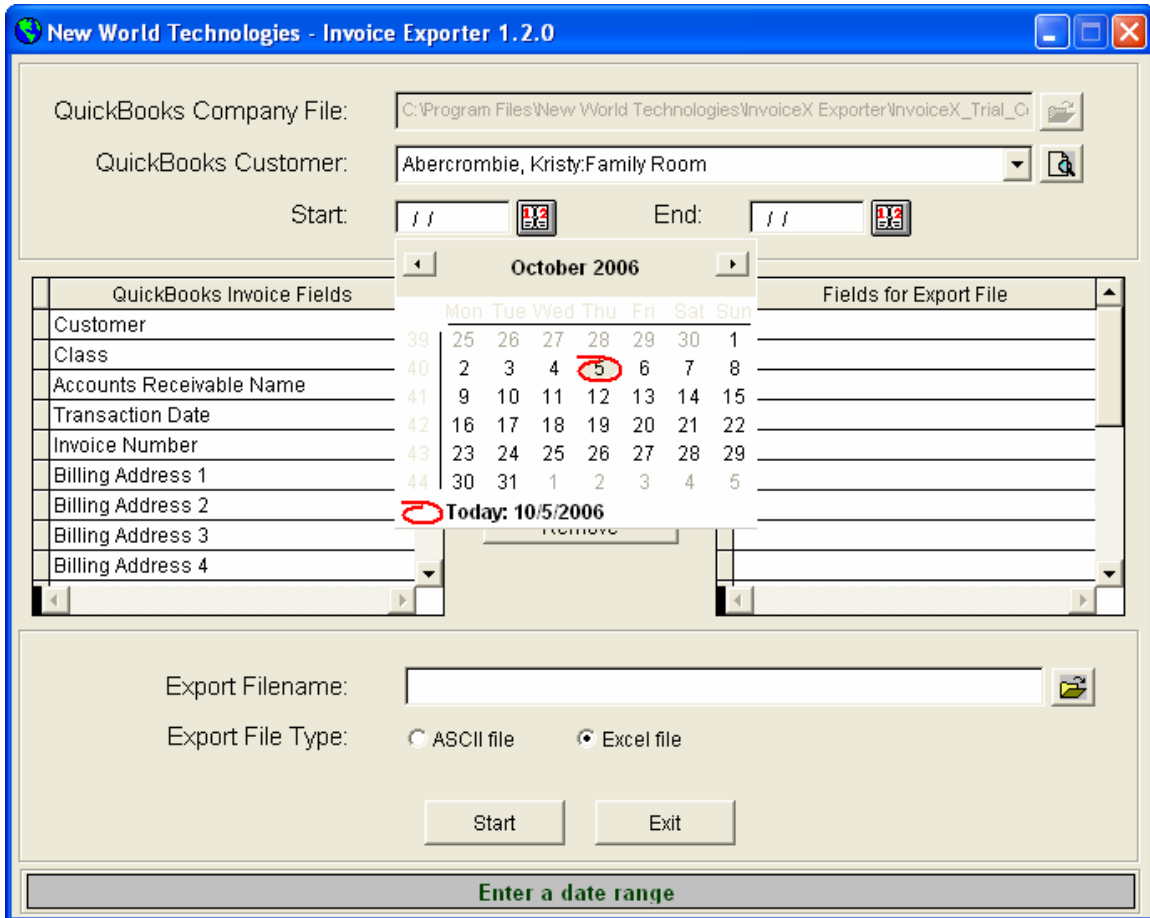 New World Technologies - Invoice Exporter 1.2.0
QuickBooks Company File: C:\Program Files\New World Technologies\InvoiceX Exporter\InvoiceX_Trial_C
QuickBooks Customer: Abercrombie, Kristy:Family Room
Start: / / End: / /
October 2006
Mon Tue Wed Thu Fri Sat Sun
39 25 26 27 28 29 30 1
40 2 3 4 5 6 7 8
41 9 10 11 12 13 14 15
42 16 17 18 19 20 21 22
43 23 24 25 26 27 28 29
44 30 31 1 2 3 4 5
Today: 10/5/2006
QuickBooks Invoice Fields
Customer
Class
Accounts Receivable Name
Transaction Date
Invoice Number
Billing Address 1
Billing Address 2
Billing Address 3
Billing Address 4
Remove
Fields for Export File
Export Filename:
Export File Type: ASCII file Excel file
Start Exit
Enter a date range